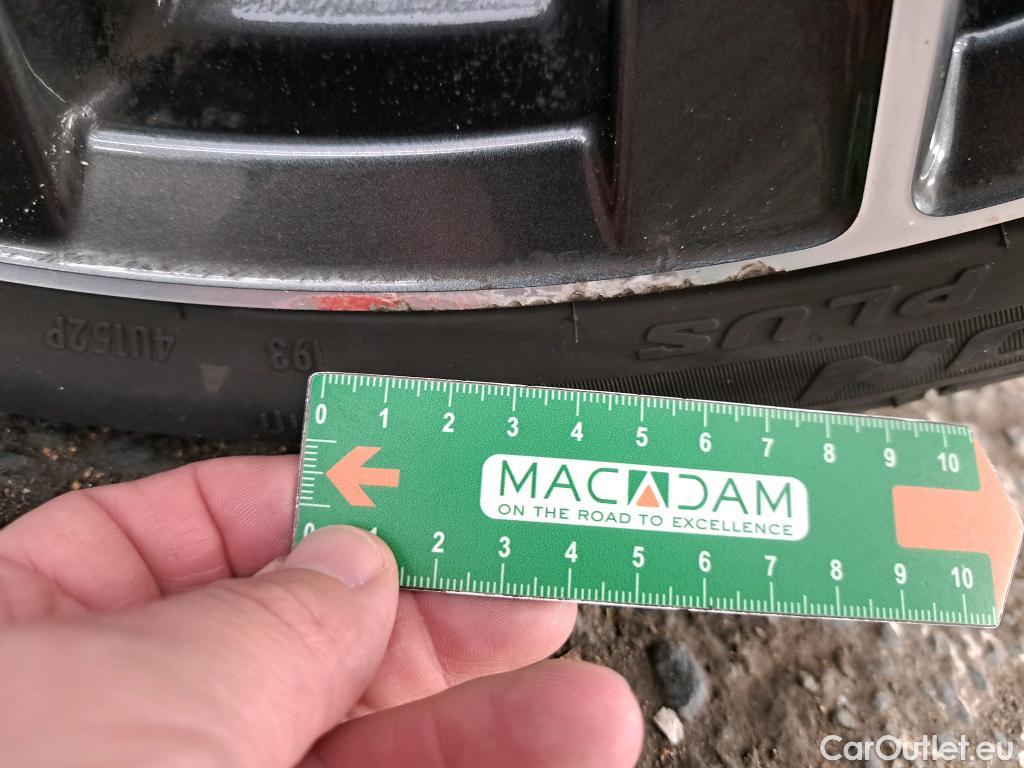 4U152P
193
PLUS
0 1 2 3 4 5 6 7 8 9 10
MACADAM
ON THE ROAD TO EXCELLENCE
0 1 2 3 4 5 6 7 8 9 10
CarOutlet.eu